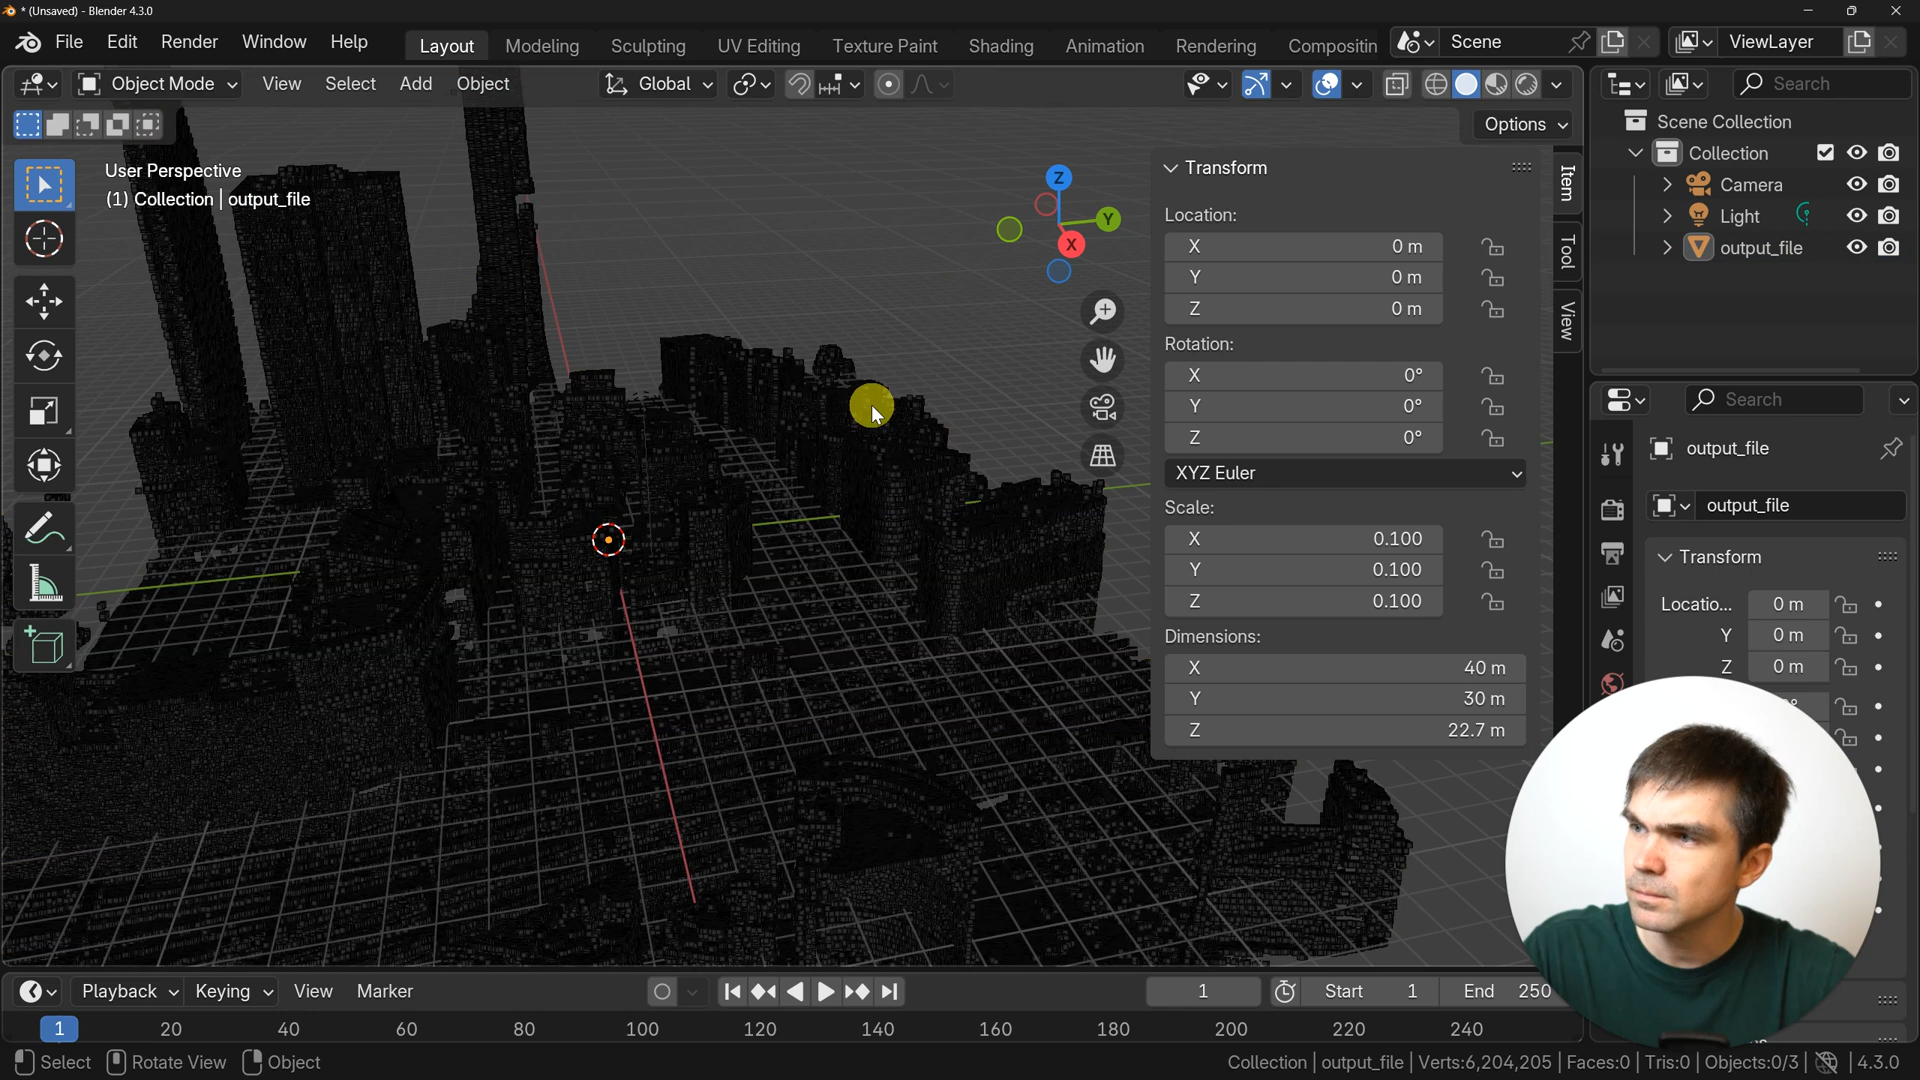 * (Unsaved) - Blender 4.3.0
File Edit Render Window Help
Layout Modeling Sculpting UV Editing Texture Paint Shading Animation Rendering Compositin
Scene
ViewLayer
Object Mode View Select Add Object
Global
Search
Options
User Perspective
(1) Collection | output_file
Z
Y
X
Transform
Location:
X 0 m
Y 0 m
Z 0 m
Rotation:
X 0°
Y 0°
Z 0°
XYZ Euler
Scale:
X 0.100
Y 0.100
Z 0.100
Dimensions:
X 40 m
Y 30 m
Z 22.7 m
Item
Tool
View
Scene Collection
Collection
Camera
Light
output_file
Search
output_file
output_file
Transform
Locatio... 0 m
Y 0 m
Z 0 m
Playback Keying View Marker
1
Start 1
End 250
1 20 40 60 80 100 120 140 160 180 200 220 240
Select Rotate View Object
Collection | output_file | Verts:6,204,205 | Faces:0 | Tris:0 | Objects:0/3 | 4.3.0